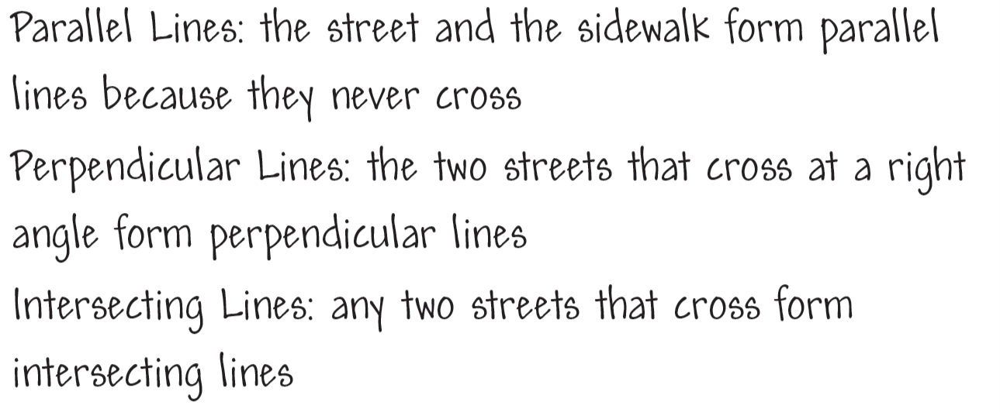 Parallel Lines: the street and the sidewalk form parallel
lines because they never cross
Perpendicular Lines: the two streets that cross at a right
angle form perpendicular lines
Intersecting Lines: any two streets that cross form
intersecting lines